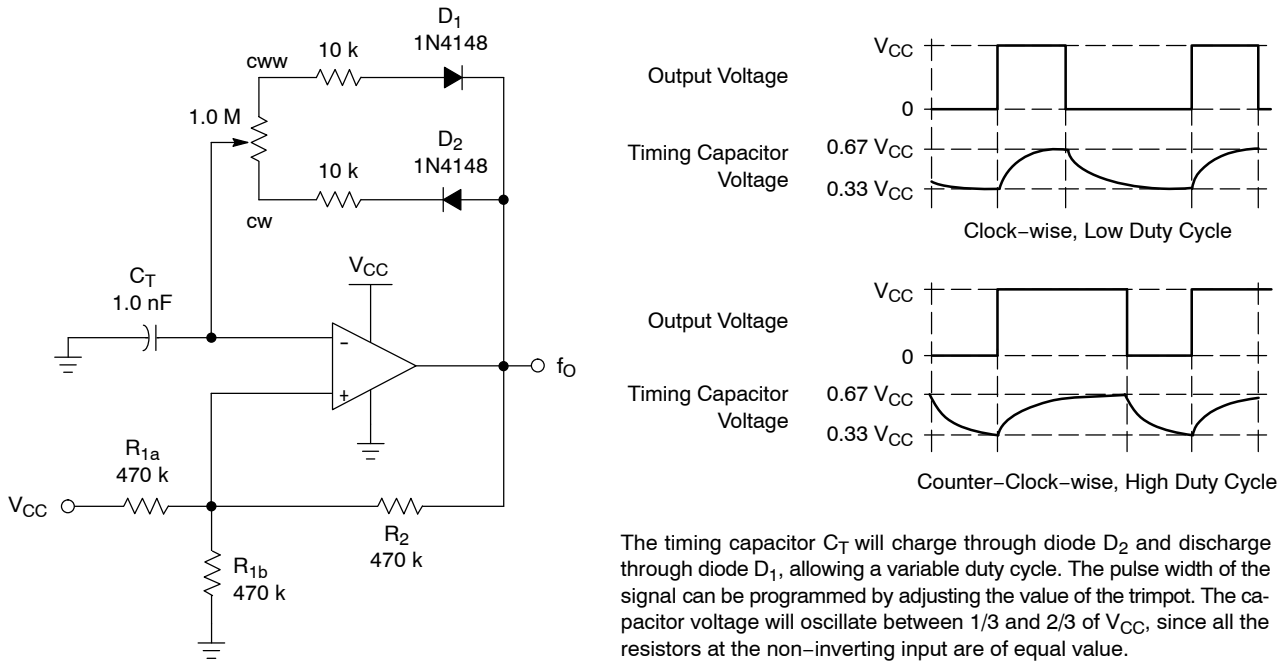 D1
1N4148
10 k
cww
1.0 M
D2
1N4148
10 k
cw
CT
1.0 nF
VCC
-
+
fO
R1a
470 k
VCC
R2
470 k
R1b
470 k
Output Voltage
VCC
0
Timing Capacitor
Voltage
0.67 VCC
0.33 VCC
Clock−wise, Low Duty Cycle
Output Voltage
VCC
0
Timing Capacitor
Voltage
0.67 VCC
0.33 VCC
Counter−Clock−wise, High Duty Cycle
The timing capacitor CT will charge through diode D2 and discharge
through diode D1, allowing a variable duty cycle. The pulse width of the
signal can be programmed by adjusting the value of the trimpot. The ca-
pacitor voltage will oscillate between 1/3 and 2/3 of VCC, since all the
resistors at the non−inverting input are of equal value.